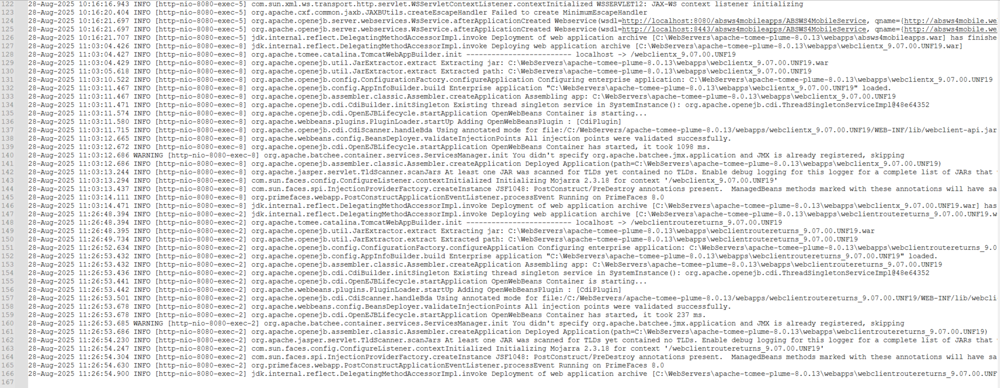 122 28-Aug-2025 10:16:16.943 INFO [http-nio-8080-exec-5] com.sun.xml.ws.transport.http.servlet.WSServletContextListener.contextInitialized WSSERVLET12: JAX-WS context listener initializing
123 28-Aug-2025 10:16:20.404 INFO [http-nio-8080-exec-5] org.apache.cxf.common.jaxb.JAXBUtils.createEscapeHandler Failed to create MinimumEscapeHandler
124 28-Aug-2025 10:16:21.697 INFO [http-nio-8080-exec-5] org.apache.openejb.server.webservices.WsService.afterApplicationCreated Webservice(wsdl=http://localhost:8080/absws4mobileapps/ABSWS4MobileService, qname={http://absws4mobile.we
125 28-Aug-2025 10:16:21.697 INFO [http-nio-8080-exec-5] org.apache.openejb.server.webservices.WsService.afterApplicationCreated Webservice(wsdl=http://localhost:8443/absws4mobileapps/ABSWS4MobileService, qname={http://absws4mobile.we
126 28-Aug-2025 10:16:21.707 INFO [http-nio-8080-exec-5] jdk.internal.reflect.DelegatingMethodAccessorImpl.invoke Deployment of web application archive [C:\WebServers\apache-tomee-plume-8.0.13\webapps\absws4mobileapps.war] has finishe
127 28-Aug-2025 11:03:04.426 INFO [http-nio-8080-exec-8] jdk.internal.reflect.DelegatingMethodAccessorImpl.invoke Deploying web application archive [C:\WebServers\apache-tomee-plume-8.0.13\webapps\webclientx_9.07.00.UNF19.war]
128 28-Aug-2025 11:03:04.427 INFO [http-nio-8080-exec-8] org.apache.tomee.catalina.TomcatWebAppBuilder.init ------------------------- localhost -> /webclientx_9.07.00.UNF19
129 28-Aug-2025 11:03:04.429 INFO [http-nio-8080-exec-8] org.apache.openejb.util.JarExtractor.extract Extracting jar: C:\WebServers\apache-tomee-plume-8.0.13\webapps\webclientx_9.07.00.UNF19.war
130 28-Aug-2025 11:03:05.618 INFO [http-nio-8080-exec-8] org.apache.openejb.util.JarExtractor.extract Extracted path: C:\WebServers\apache-tomee-plume-8.0.13\webapps\webclientx_9.07.00.UNF19
131 28-Aug-2025 11:03:10.522 INFO [http-nio-8080-exec-8] org.apache.openejb.config.ConfigurationFactory.configureApplication Configuring enterprise application: C:\WebServers\apache-tomee-plume-8.0.13\webapps\webclientx_9.07.00.UNF19
132 28-Aug-2025 11:03:11.467 INFO [http-nio-8080-exec-8] org.apache.openejb.config.AppInfoBuilder.build Enterprise application "C:\WebServers\apache-tomee-plume-8.0.13\webapps\webclientx_9.07.00.UNF19" loaded.
133 28-Aug-2025 11:03:11.467 INFO [http-nio-8080-exec-8] org.apache.openejb.assembler.classic.Assembler.createApplication Assembling app: C:\WebServers\apache-tomee-plume-8.0.13\webapps\webclientx_9.07.00.UNF19
134 28-Aug-2025 11:03:11.471 INFO [http-nio-8080-exec-8] org.apache.openejb.cdi.CdiBuilder.initSingleton Existing thread singleton service in SystemInstance(): org.apache.openejb.cdi.ThreadSingletonServiceImpl@48e64352
135 28-Aug-2025 11:03:11.574 INFO [http-nio-8080-exec-8] org.apache.openejb.cdi.OpenEJBLifecycle.startApplication OpenWebBeans Container is starting...
136 28-Aug-2025 11:03:11.580 INFO [http-nio-8080-exec-8] org.apache.webbeans.plugins.PluginLoader.startUp Adding OpenWebBeansPlugin : [CdiPlugin]
137 28-Aug-2025 11:03:11.715 INFO [http-nio-8080-exec-8] org.apache.openejb.cdi.CdiScanner.handleBda Using annotated mode for file:/C:/WebServers/apache-tomee-plume-8.0.13/webapps/webclientx_9.07.00.UNF19/WEB-INF/lib/webclient-api.jar
138 28-Aug-2025 11:03:12.665 INFO [http-nio-8080-exec-8] org.apache.webbeans.config.BeansDeployer.validateInjectionPoints All injection points were validated successfully.
139 28-Aug-2025 11:03:12.672 INFO [http-nio-8080-exec-8] org.apache.openejb.cdi.OpenEJBLifecycle.startApplication OpenWebBeans Container has started, it took 1098 ms.
140 28-Aug-2025 11:03:12.686 WARNING [http-nio-8080-exec-8] org.apache.batchee.container.services.ServicesManager.init You didn't specify org.apache.batchee.jmx.application and JMX is already registered, skipping
141 28-Aug-2025 11:03:12.686 INFO [http-nio-8080-exec-8] org.apache.openejb.assembler.classic.Assembler.createApplication Deployed Application(path=C:\WebServers\apache-tomee-plume-8.0.13\webapps\webclientx_9.07.00.UNF19)
142 28-Aug-2025 11:03:13.244 INFO [http-nio-8080-exec-8] org.apache.jasper.servlet.TldScanner.scanJars At least one JAR was scanned for TLDs yet contained no TLDs. Enable debug logging for this logger for a complete list of JARs that
143 28-Aug-2025 11:03:13.294 INFO [http-nio-8080-exec-8] com.sun.faces.config.ConfigureListener.contextInitialized Initializing Mojarra 2.3.18 for context '/webclientx_9.07.00.UNF19'
144 28-Aug-2025 11:03:13.437 INFO [http-nio-8080-exec-8] com.sun.faces.spi.InjectionProviderFactory.createInstance JSF1048: PostConstruct/PreDestroy annotations present.  ManagedBeans methods marked with these annotations will have sa
145 28-Aug-2025 11:03:14.111 INFO [http-nio-8080-exec-8] org.primefaces.webapp.PostConstructApplicationEventListener.processEvent Running on PrimeFaces 8.0
146 28-Aug-2025 11:03:14.471 INFO [http-nio-8080-exec-8] jdk.internal.reflect.DelegatingMethodAccessorImpl.invoke Deployment of web application archive [C:\WebServers\apache-tomee-plume-8.0.13\webapps\webclientx_9.07.00.UNF19.war] has
147 28-Aug-2025 11:26:48.394 INFO [http-nio-8080-exec-2] jdk.internal.reflect.DelegatingMethodAccessorImpl.invoke Deploying web application archive [C:\WebServers\apache-tomee-plume-8.0.13\webapps\webclientroutereturns_9.07.00.UNF19.w
148 28-Aug-2025 11:26:48.394 INFO [http-nio-8080-exec-2] org.apache.tomee.catalina.TomcatWebAppBuilder.init ------------------------- localhost -> /webclientroutereturns_9.07.00.UNF19
149 28-Aug-2025 11:26:48.395 INFO [http-nio-8080-exec-2] org.apache.openejb.util.JarExtractor.extract Extracting jar: C:\WebServers\apache-tomee-plume-8.0.13\webapps\webclientroutereturns_9.07.00.UNF19.war
150 28-Aug-2025 11:26:49.734 INFO [http-nio-8080-exec-2] org.apache.openejb.util.JarExtractor.extract Extracted path: C:\WebServers\apache-tomee-plume-8.0.13\webapps\webclientroutereturns_9.07.00.UNF19
151 28-Aug-2025 11:26:52.634 INFO [http-nio-8080-exec-2] org.apache.openejb.config.ConfigurationFactory.configureApplication Configuring enterprise application: C:\WebServers\apache-tomee-plume-8.0.13\webapps\webclientroutereturns_9.0
152 28-Aug-2025 11:26:53.432 INFO [http-nio-8080-exec-2] org.apache.openejb.config.AppInfoBuilder.build Enterprise application "C:\WebServers\apache-tomee-plume-8.0.13\webapps\webclientroutereturns_9.07.00.UNF19" loaded.
153 28-Aug-2025 11:26:53.432 INFO [http-nio-8080-exec-2] org.apache.openejb.assembler.classic.Assembler.createApplication Assembling app: C:\WebServers\apache-tomee-plume-8.0.13\webapps\webclientroutereturns_9.07.00.UNF19
154 28-Aug-2025 11:26:53.436 INFO [http-nio-8080-exec-2] org.apache.openejb.cdi.CdiBuilder.initSingleton Existing thread singleton service in SystemInstance(): org.apache.openejb.cdi.ThreadSingletonServiceImpl@48e64352
155 28-Aug-2025 11:26:53.441 INFO [http-nio-8080-exec-2] org.apache.openejb.cdi.OpenEJBLifecycle.startApplication OpenWebBeans Container is starting...
156 28-Aug-2025 11:26:53.442 INFO [http-nio-8080-exec-2] org.apache.webbeans.plugins.PluginLoader.startUp Adding OpenWebBeansPlugin : [CdiPlugin]
157 28-Aug-2025 11:26:53.501 INFO [http-nio-8080-exec-2] org.apache.openejb.cdi.CdiScanner.handleBda Using annotated mode for file:/C:/WebServers/apache-tomee-plume-8.0.13/webapps/webclientroutereturns_9.07.00.UNF19/WEB-INF/lib/webcli
158 28-Aug-2025 11:26:53.678 INFO [http-nio-8080-exec-2] org.apache.webbeans.config.BeansDeployer.validateInjectionPoints All injection points were validated successfully.
159 28-Aug-2025 11:26:53.678 INFO [http-nio-8080-exec-2] org.apache.openejb.cdi.OpenEJBLifecycle.startApplication OpenWebBeans Container has started, it took 237 ms.
160 28-Aug-2025 11:26:53.685 WARNING [http-nio-8080-exec-2] org.apache.batchee.container.services.ServicesManager.init You didn't specify org.apache.batchee.jmx.application and JMX is already registered, skipping
161 28-Aug-2025 11:26:53.686 INFO [http-nio-8080-exec-2] org.apache.openejb.assembler.classic.Assembler.createApplication Deployed Application(path=C:\WebServers\apache-tomee-plume-8.0.13\webapps\webclientroutereturns_9.07.00.UNF19)
162 28-Aug-2025 11:26:54.230 INFO [http-nio-8080-exec-2] org.apache.jasper.servlet.TldScanner.scanJars At least one JAR was scanned for TLDs yet contained no TLDs. Enable debug logging for this logger for a complete list of JARs that
163 28-Aug-2025 11:26:54.247 INFO [http-nio-8080-exec-2] com.sun.faces.config.ConfigureListener.contextInitialized Initializing Mojarra 2.3.18 for context '/webclientroutereturns_9.07.00.UNF19'
164 28-Aug-2025 11:26:54.304 INFO [http-nio-8080-exec-2] com.sun.faces.spi.InjectionProviderFactory.createInstance JSF1048: PostConstruct/PreDestroy annotations present.  ManagedBeans methods marked with these annotations will have sa
165 28-Aug-2025 11:26:54.630 INFO [http-nio-8080-exec-2] org.primefaces.webapp.PostConstructApplicationEventListener.processEvent Running on PrimeFaces 8.0
166 28-Aug-2025 11:26:54.900 INFO [http-nio-8080-exec-2] jdk.internal.reflect.DelegatingMethodAccessorImpl.invoke Deployment of web application archive [C:\WebServers\apache-tomee-plume-8.0.13\webapps\webclientroutereturns_9.07.00.UNF
167